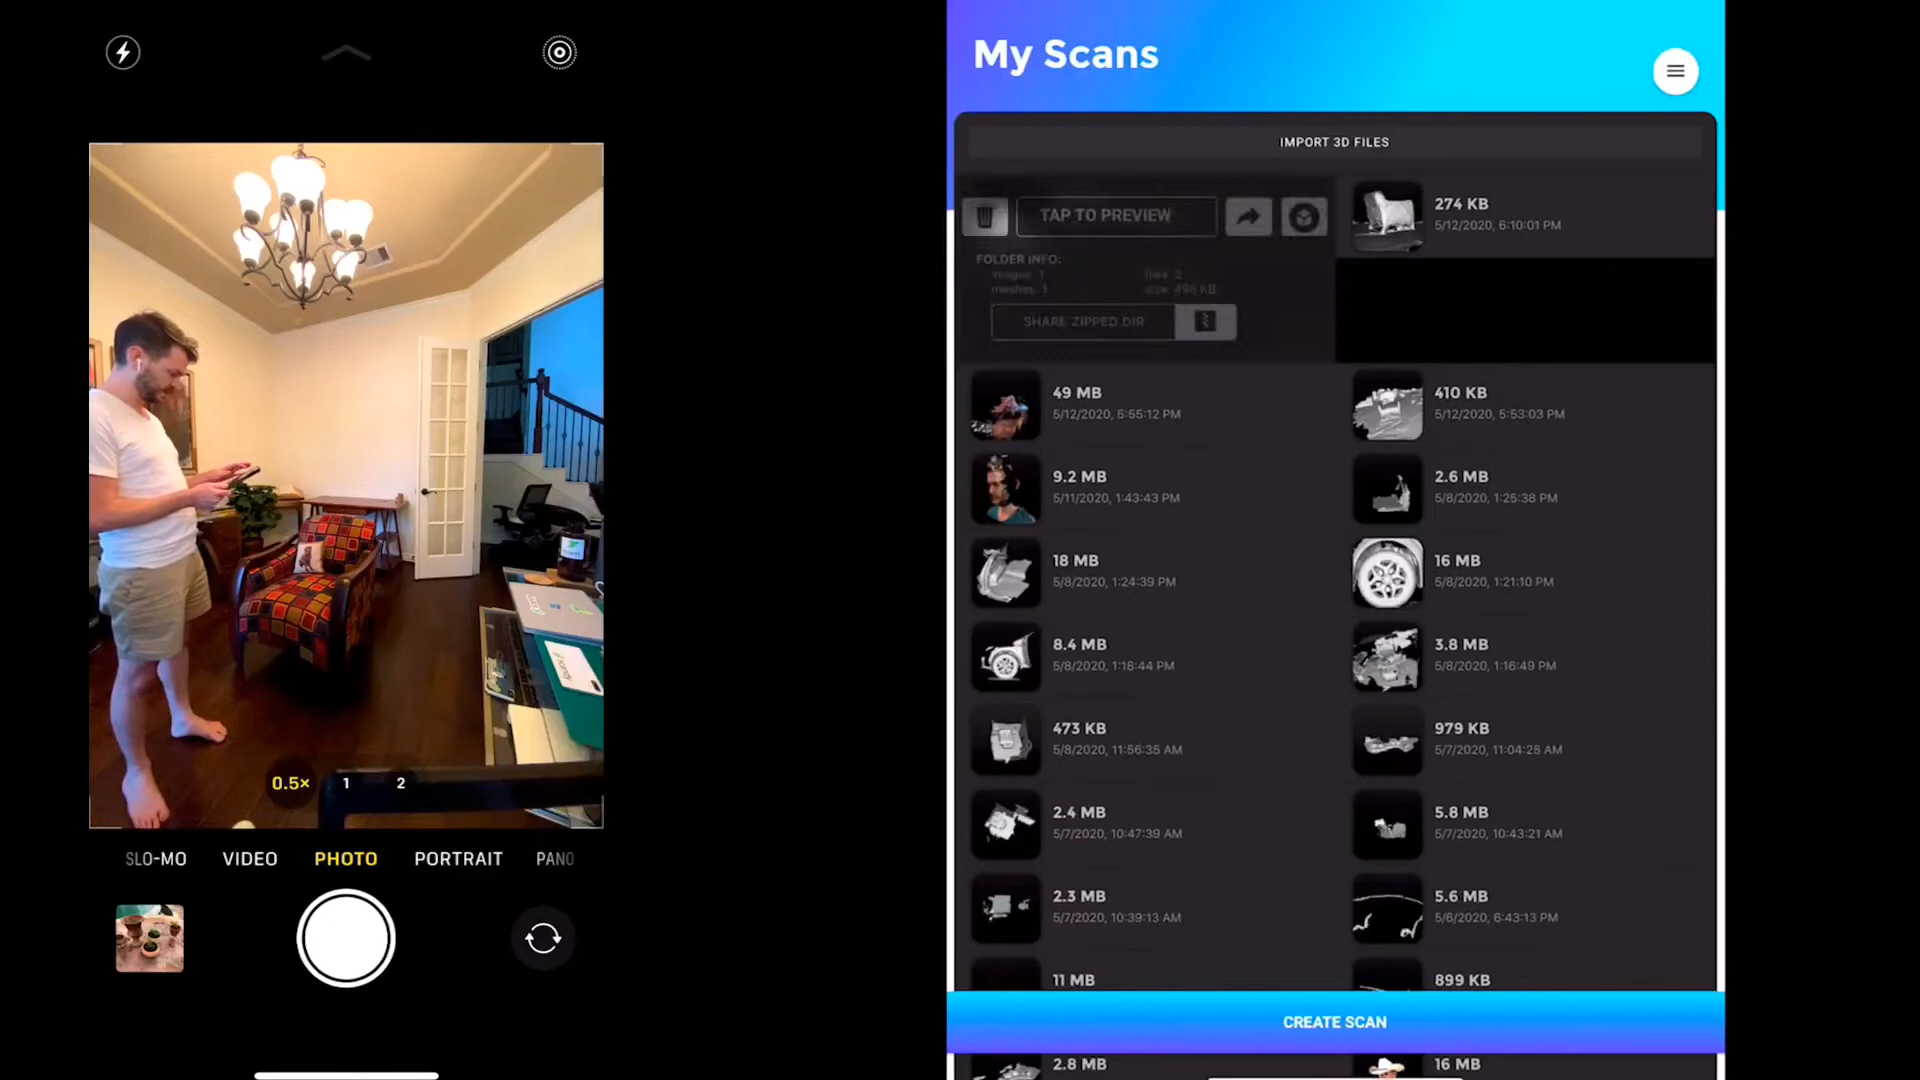 0.5×
1
2
SLO-MO
VIDEO
PHOTO
PORTRAIT
PANO
My Scans
IMPORT 3D FILES
TAP TO PREVIEW
FOLDER INFO:
images: 1
files: 2
meshes: 1
size: 496 KB
SHARE ZIPPED DIR
274 KB
5/12/2020, 6:10:01 PM
49 MB
5/12/2020, 5:55:12 PM
410 KB
5/12/2020, 5:53:03 PM
9.2 MB
5/11/2020, 1:43:43 PM
2.6 MB
5/8/2020, 1:25:38 PM
18 MB
5/8/2020, 1:24:39 PM
16 MB
5/8/2020, 1:21:10 PM
8.4 MB
5/8/2020, 1:18:44 PM
3.8 MB
5/8/2020, 1:16:49 PM
473 KB
5/8/2020, 11:56:35 AM
979 KB
5/7/2020, 11:04:25 AM
2.4 MB
5/7/2020, 10:47:39 AM
5.8 MB
5/7/2020, 10:43:21 AM
2.3 MB
5/7/2020, 10:39:13 AM
5.6 MB
5/6/2020, 6:43:13 PM
11 MB
899 KB
CREATE SCAN
2.8 MB
16 MB